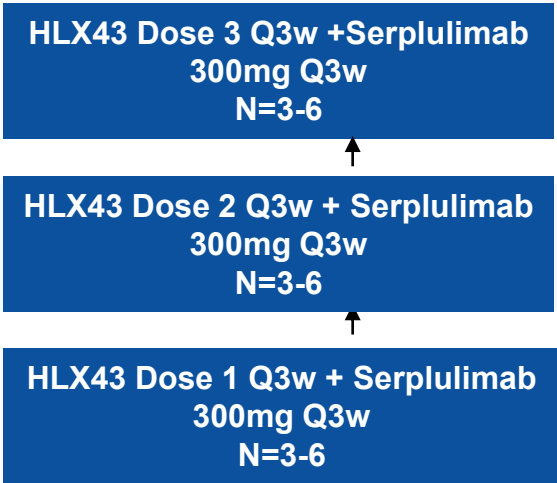 HLX43 Dose 3 Q3w +Serplulimab
300mg Q3w
N=3-6
HLX43 Dose 2 Q3w + Serplulimab
300mg Q3w
N=3-6
HLX43 Dose 1 Q3w + Serplulimab
300mg Q3w
N=3-6